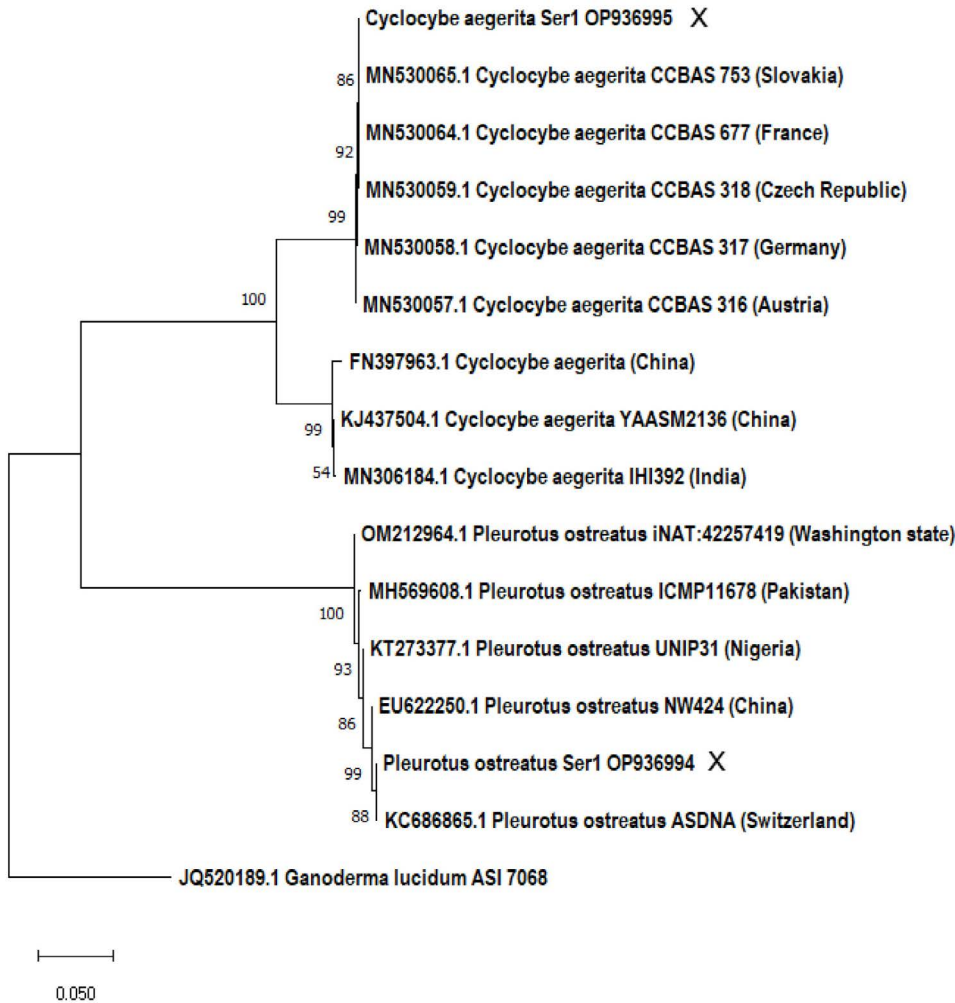 Cyclocybe aegerita Ser1 OP936995 X
86
MN530065.1 Cyclocybe aegerita CCBAS 753 (Slovakia)
MN530064.1 Cyclocybe aegerita CCBAS 677 (France)
92
MN530059.1 Cyclocybe aegerita CCBAS 318 (Czech Republic)
99
MN530058.1 Cyclocybe aegerita CCBAS 317 (Germany)
100
MN530057.1 Cyclocybe aegerita CCBAS 316 (Austria)
FN397963.1 Cyclocybe aegerita (China)
KJ437504.1 Cyclocybe aegerita YAASM2136 (China)
99
54
MN306184.1 Cyclocybe aegerita IHI392 (India)
OM212964.1 Pleurotus ostreatus iNAT:42257419 (Washington state)
MH569608.1 Pleurotus ostreatus ICMP11678 (Pakistan)
100
KT273377.1 Pleurotus ostreatus UNIP31 (Nigeria)
93
EU622250.1 Pleurotus ostreatus NW424 (China)
86
Pleurotus ostreatus Ser1 OP936994 X
99
88
KC686865.1 Pleurotus ostreatus ASDNA (Switzerland)
JQ520189.1 Ganoderma lucidum ASI 7068
0.050